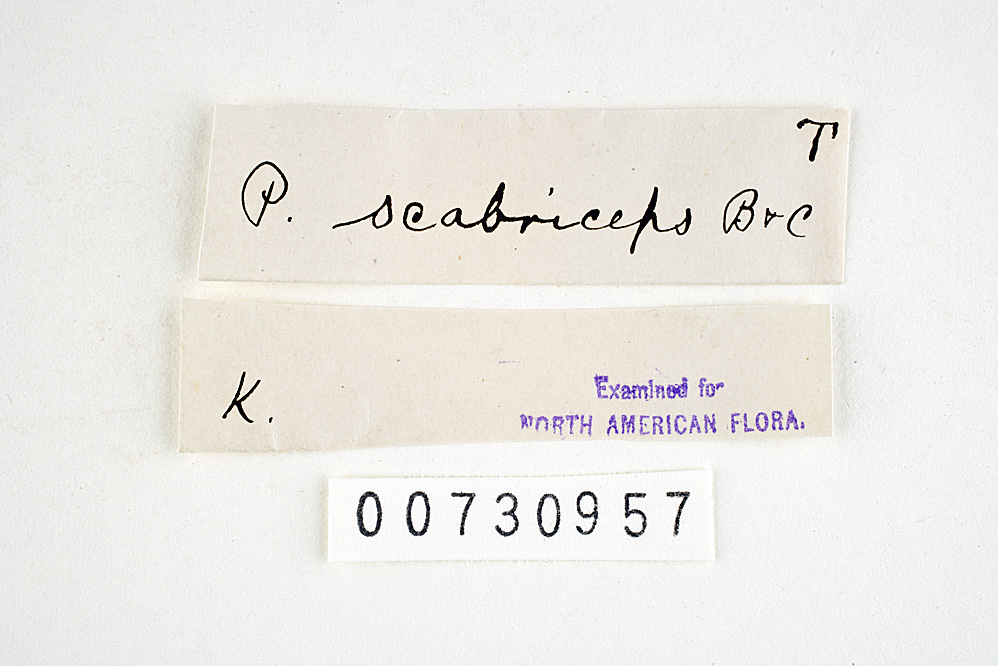 T
P. scabriceps B & C
K.
Examined for
NORTH AMERICAN FLORA.
00730957